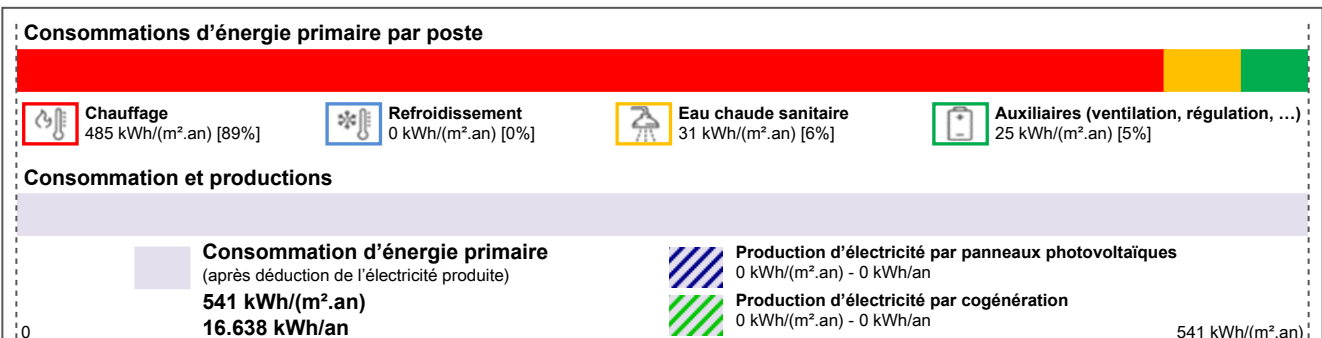 Consommations d’énergie primaire par poste
Chauffage
485 kWh/(m².an) [89%]
Refroidissement
0 kWh/(m².an) [0%]
Eau chaude sanitaire
31 kWh/(m².an) [6%]
Auxiliaires (ventilation, régulation, …)
25 kWh/(m².an) [5%]
Consommation et productions
Consommation d’énergie primaire
(après déduction de l’électricité produite)
541 kWh/(m².an)
16.638 kWh/an
Production d’électricité par panneaux photovoltaïques
0 kWh/(m².an) - 0 kWh/an
Production d’électricité par cogénération
0 kWh/(m².an) - 0 kWh/an
0
541 kWh/(m².an)